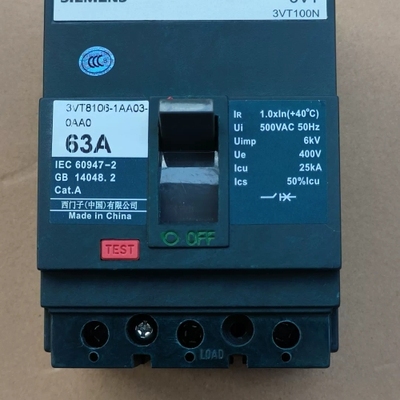 SIEMENS
3VT
3VT100N
CCC
3VT8106-1AA03-
0AA0
63A
IEC 60947-2
GB 14048.2
Cat.A
西门子(中国)有限公司
Made in China
TEST
IR 1.0xIn(+40°C)
Ui 500VAC 50Hz
Uimp 6kV
Ue 400V
Icu 25kA
Ics 50%Icu
OFF
LOAD